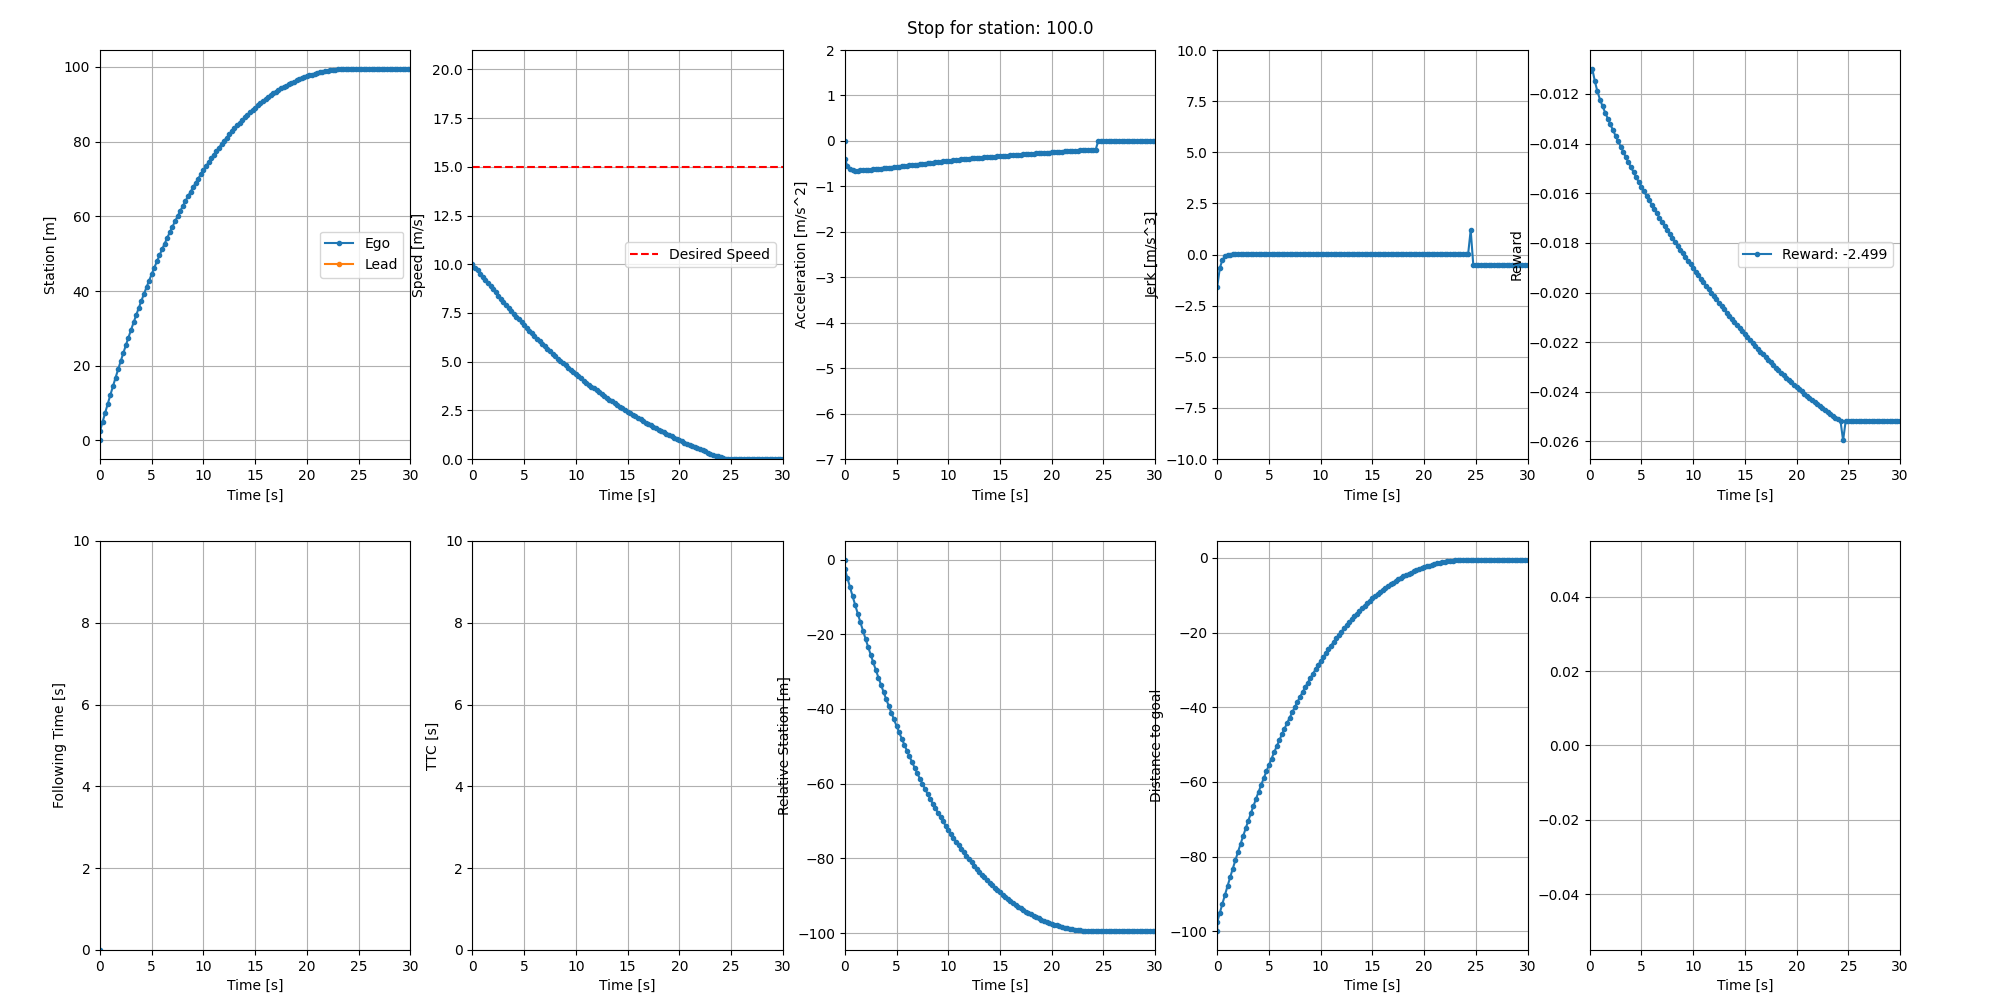 Stop for station: 100.0
Station [m]
100
80
60
40
20
0
Ego
Lead
0 5 10 15 20 25 30
Time [s]
Speed [m/s]
20.0
17.5
15.0
12.5
10.0
7.5
5.0
2.5
0.0
Desired Speed
0 5 10 15 20 25 30
Time [s]
Acceleration [m/s^2]
2
1
0
−1
−2
−3
−4
−5
−6
−7
0 5 10 15 20 25 30
Time [s]
Jerk [m/s^3]
10.0
7.5
5.0
2.5
0.0
−2.5
−5.0
−7.5
−10.0
0 5 10 15 20 25 30
Time [s]
Reward
−0.012
−0.014
−0.016
−0.018
−0.020
−0.022
−0.024
−0.026
Reward: -2.499
0 5 10 15 20 25 30
Time [s]
Following Time [s]
10
8
6
4
2
0
0 5 10 15 20 25 30
Time [s]
TTC [s]
10
8
6
4
2
0
0 5 10 15 20 25 30
Time [s]
Relative Station [m]
0
−20
−40
−60
−80
−100
0 5 10 15 20 25 30
Time [s]
Distance to goal
0
−20
−40
−60
−80
−100
0 5 10 15 20 25 30
Time [s]
0.04
0.02
0.00
−0.02
−0.04
0 5 10 15 20 25 30
Time [s]